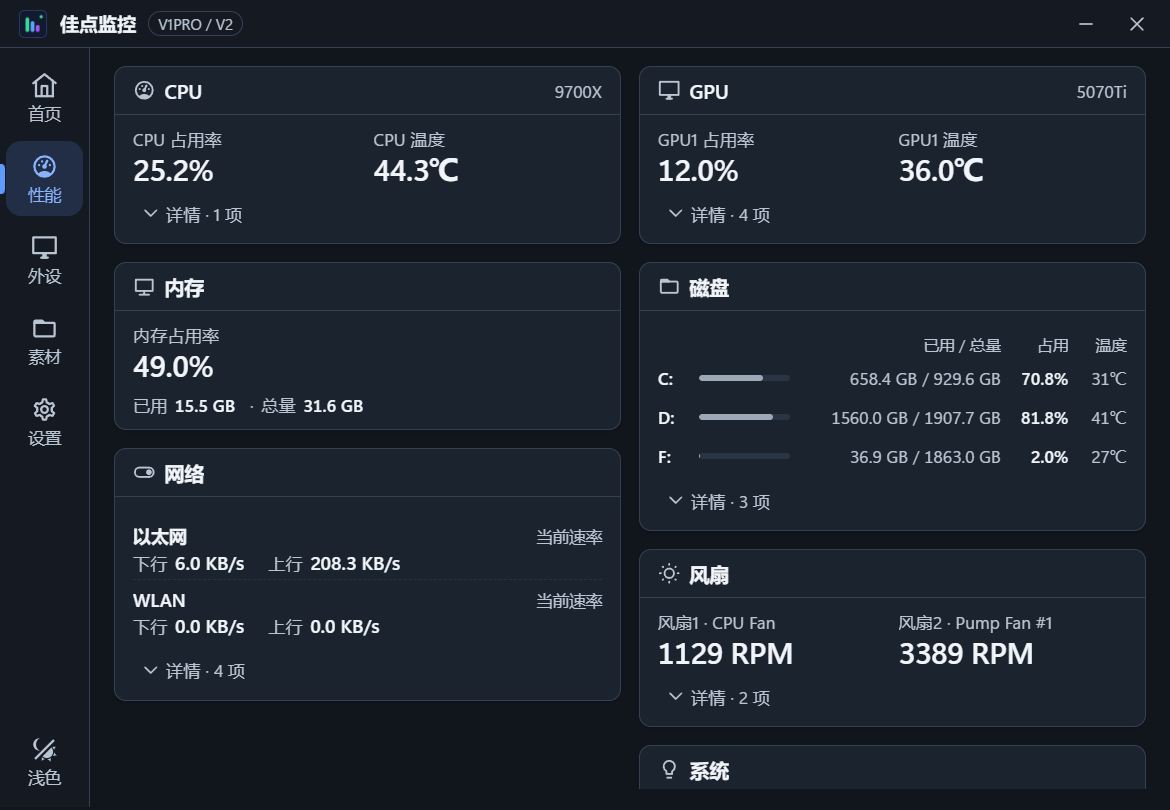 佳点监控 V1PRO / V2
首页
性能
外设
素材
设置
浅色
CPU 9700X
CPU 占用率 CPU 温度
25.2% 44.3℃
详情 · 1 项
GPU 5070Ti
GPU1 占用率 GPU1 温度
12.0% 36.0℃
详情 · 4 项
内存
内存占用率
49.0%
已用 15.5 GB · 总量 31.6 GB
磁盘
已用 / 总量 占用 温度
C: 658.4 GB / 929.6 GB 70.8% 31℃
D: 1560.0 GB / 1907.7 GB 81.8% 41℃
F: 36.9 GB / 1863.0 GB 2.0% 27℃
详情 · 3 项
网络
以太网 当前速率
下行 6.0 KB/s 上行 208.3 KB/s
WLAN 当前速率
下行 0.0 KB/s 上行 0.0 KB/s
详情 · 4 项
风扇
风扇1 · CPU Fan 风扇2 · Pump Fan #1
1129 RPM 3389 RPM
详情 · 2 项
系统